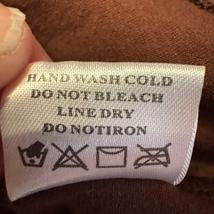 HAND WASH COLD
DO NOT BLEACH
LINE DRY
DO NOTIRON